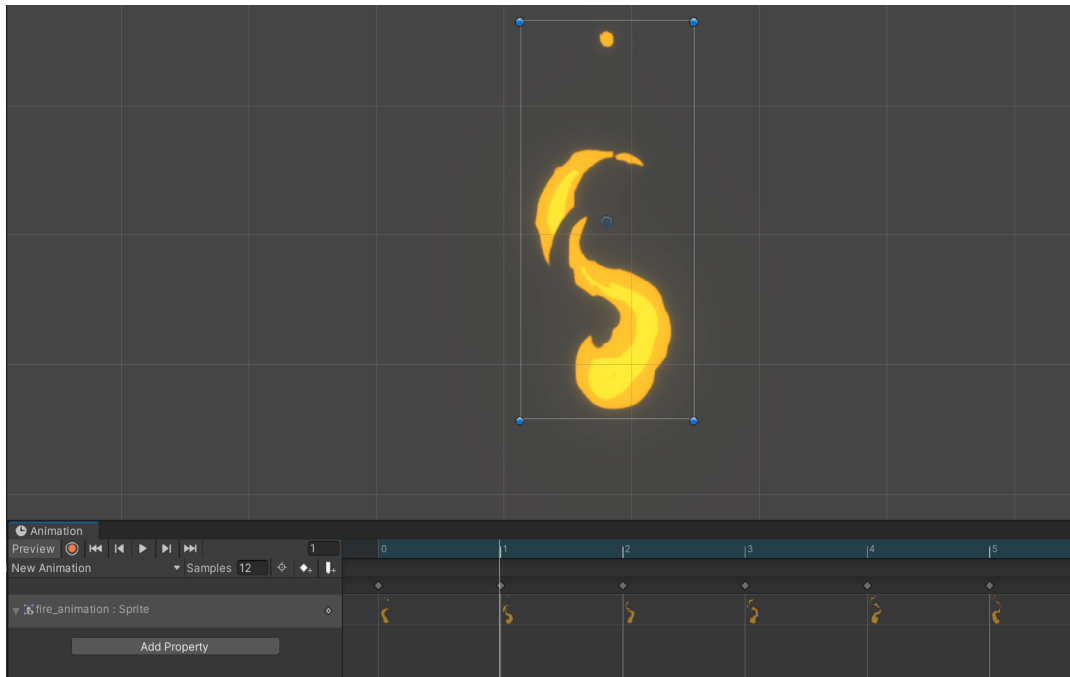 Animation
Preview 1 0 1 2 3 4 5
New Animation Samples 12
fire_animation : Sprite
Add Property